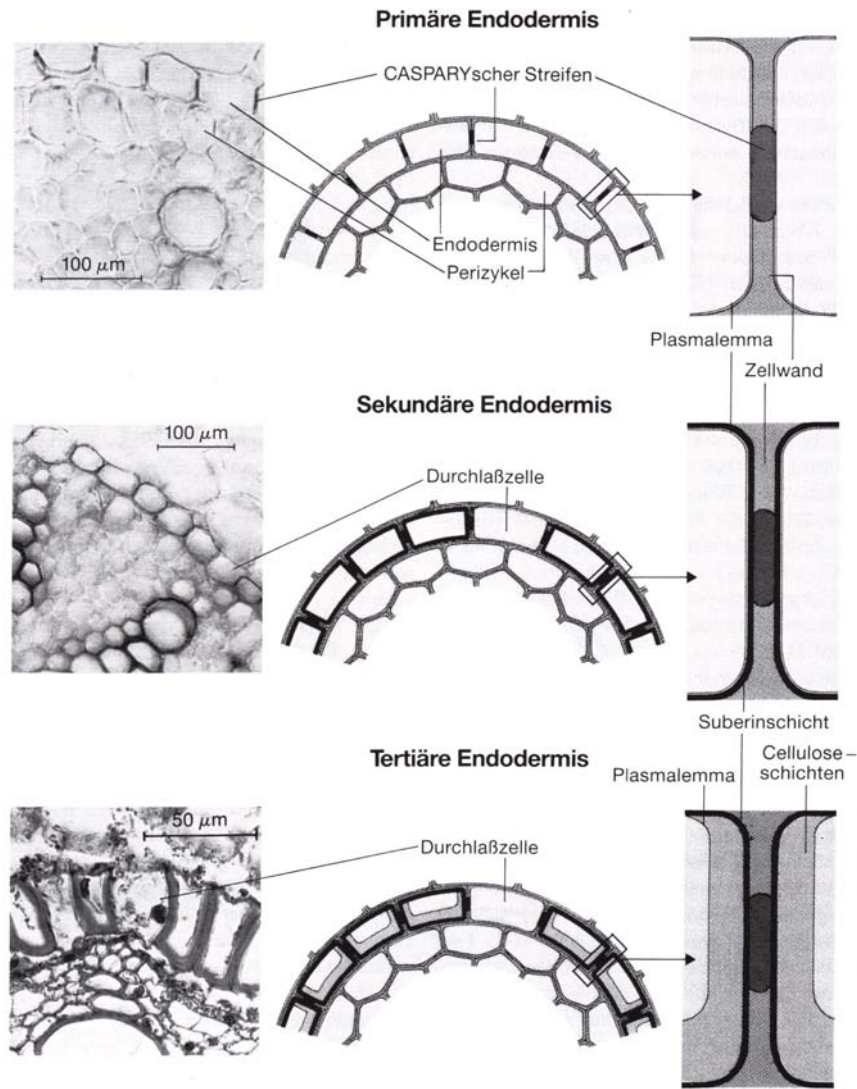 Primäre Endodermis
CASPARYscher Streifen
100 μm
Endodermis
Perizykel
Plasmalemma
Zellwand
Sekundäre Endodermis
100 μm
Durchlaßzelle
Suberinschicht
Tertiäre Endodermis
Plasmalemma
Cellulose–
schichten
50 μm
Durchlaßzelle